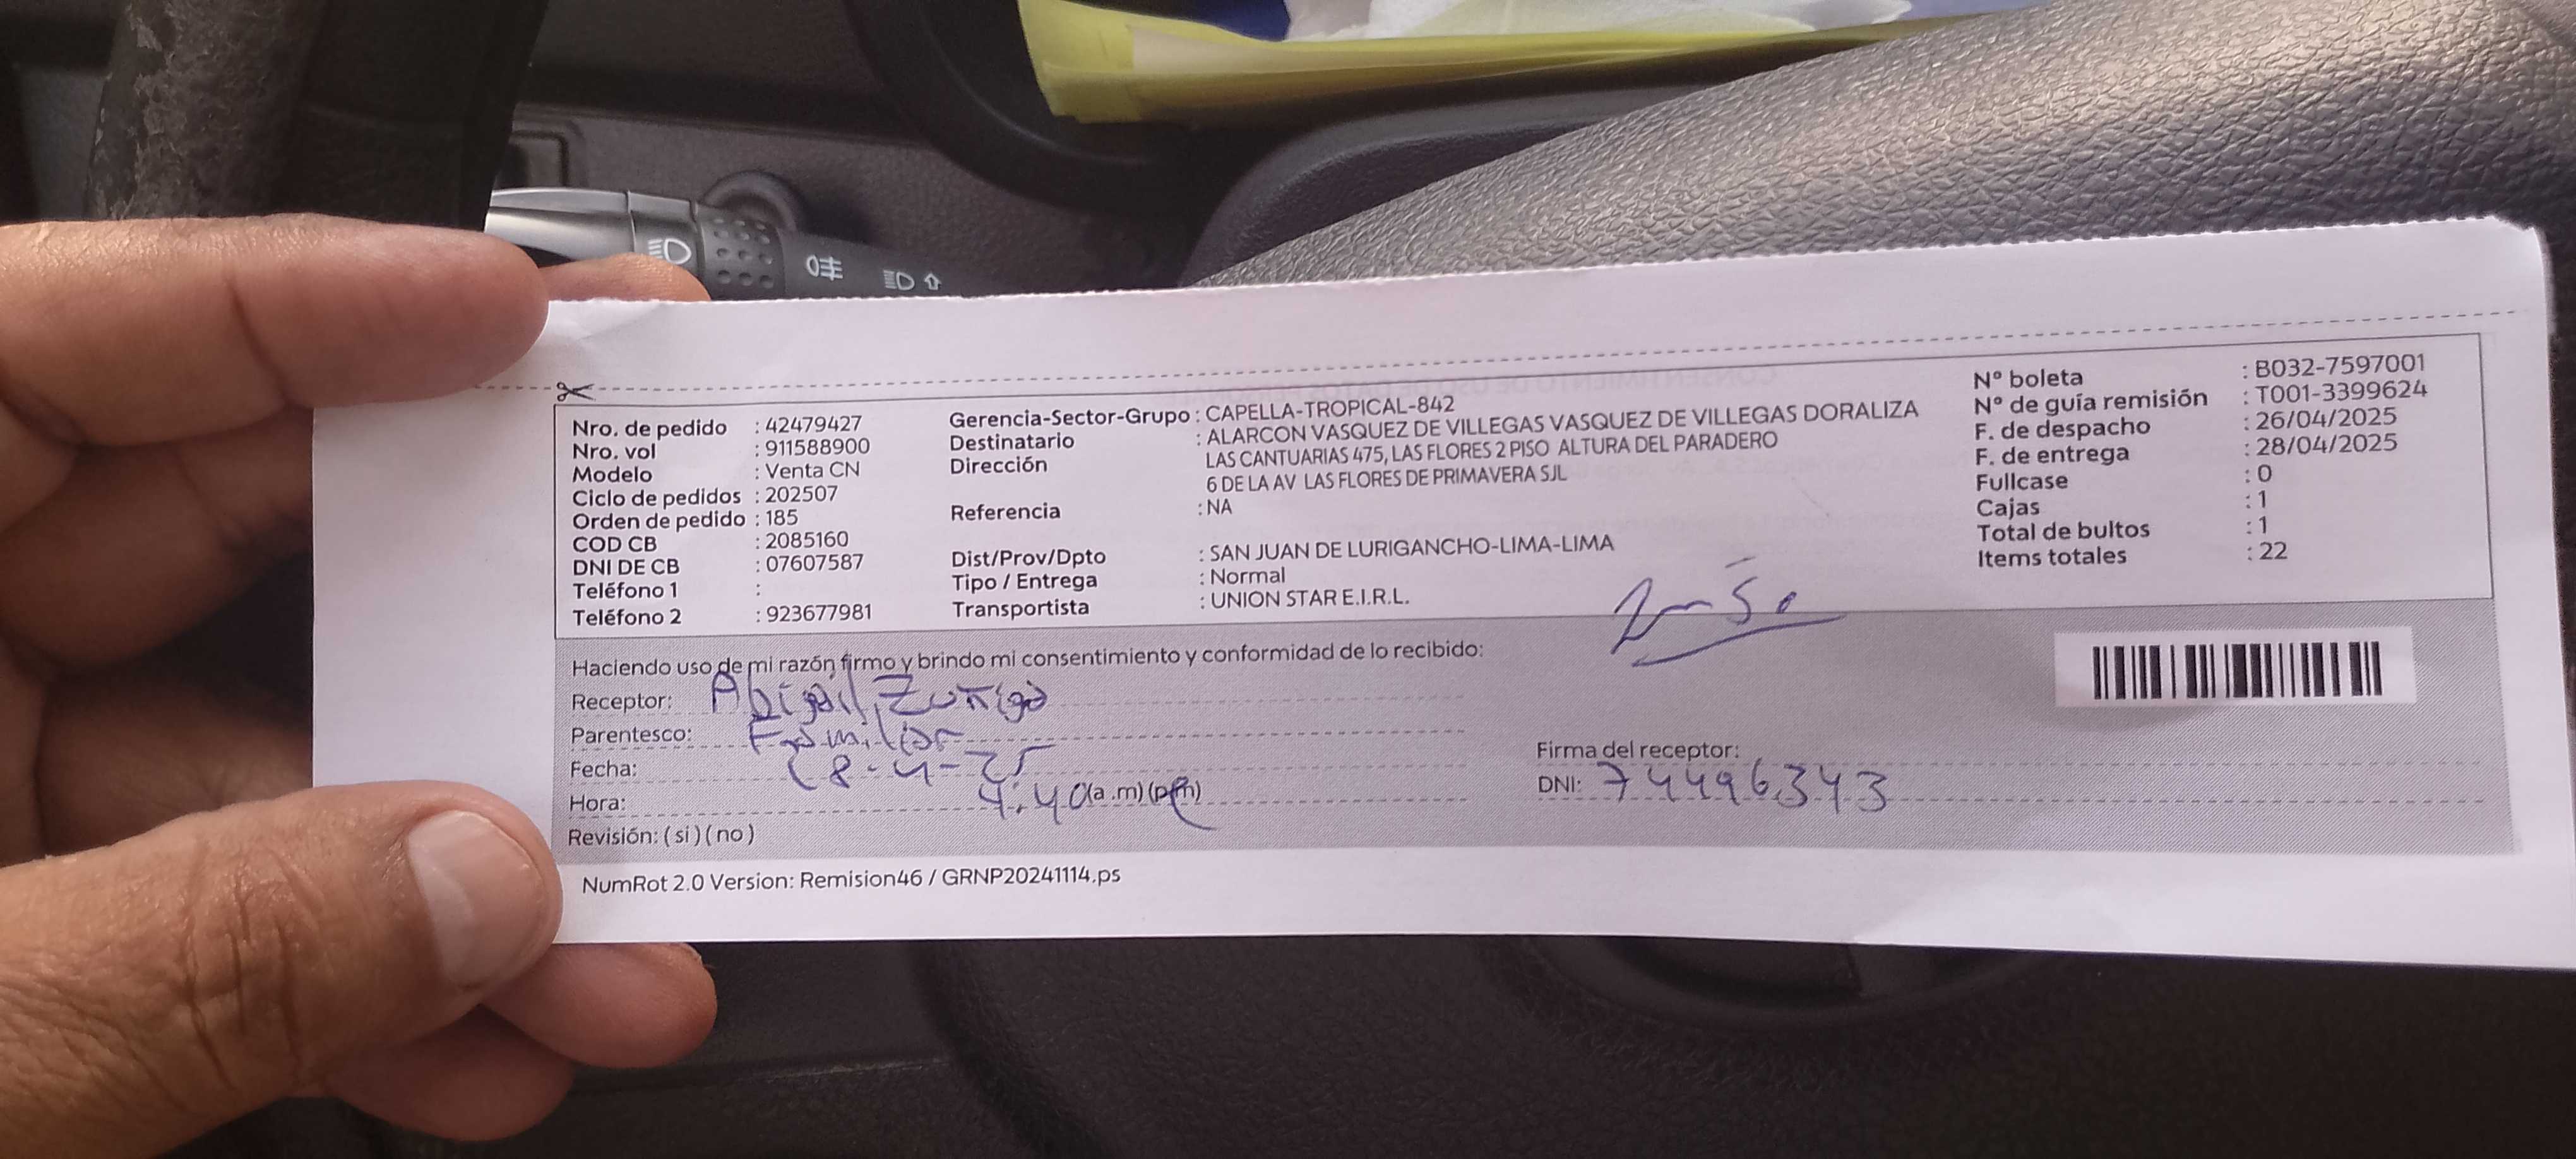 Nro. de pedido : 42479427
Nro. vol : 911588900
Modelo : Venta CN
Ciclo de pedidos : 202507
Orden de pedido : 185
COD CB : 2085160
DNI DE CB : 07607587
Teléfono 1 :
Teléfono 2 : 923677981
Gerencia-Sector-Grupo : CAPELLA-TROPICAL-842
Destinatario : ALARCON VASQUEZ DE VILLEGAS VASQUEZ DE VILLEGAS DORALIZA
Dirección LAS CANTUARIAS 475, LAS FLORES 2 PISO ALTURA DEL PARADERO
6 DE LA AV LAS FLORES DE PRIMAVERA SJL
Referencia : NA
Dist/Prov/Dpto : SAN JUAN DE LURIGANCHO-LIMA-LIMA
Tipo / Entrega : Normal
Transportista : UNION STAR E.I.R.L.
N° boleta : B032-7597001
N° de guía remisión : T001-3399624
F. de despacho : 26/04/2025
F. de entrega : 28/04/2025
Fullcase : 0
Cajas : 1
Total de bultos : 1
Items totales : 22
Haciendo uso de mi razón firmo y brindo mi consentimiento y conformidad de lo recibido:
Receptor: Abigail Zuñiga
Parentesco: Familiar
Fecha: 28-4-25
Hora: 4:40 (a.m) (pm)
Revisión: (si) (no)
Firma del receptor:
DNI: 74496343
NumRot 2.0 Version: Remision46 / GRNP20241114.ps